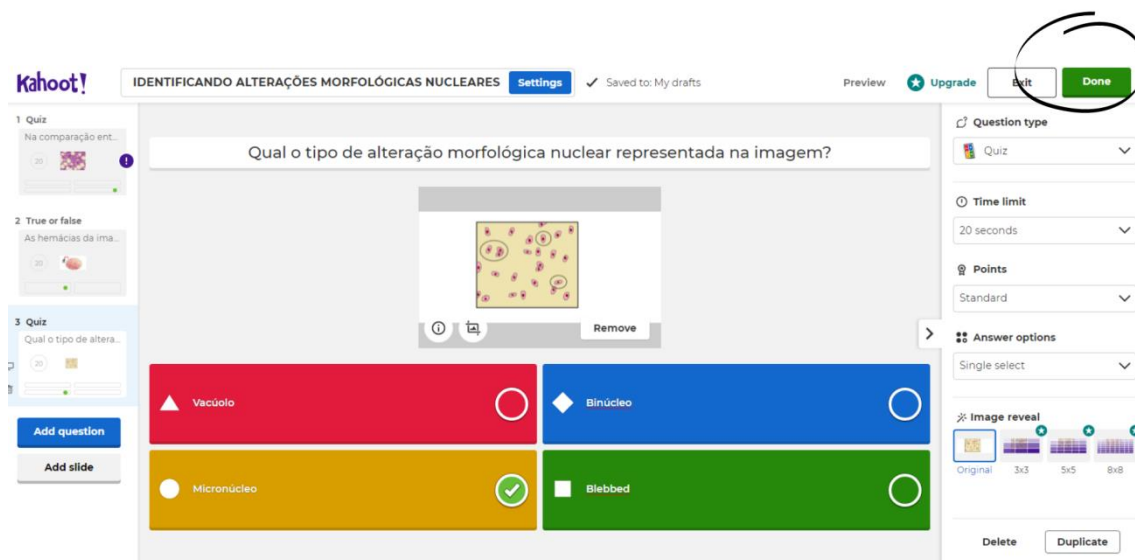 Kahoot!
IDENTIFICANDO ALTERAÇÕES MORFOLÓGICAS NUCLEARES
Settings
Saved to: My drafts
Preview
Upgrade
Exit
Done
1 Quiz
Na comparação ent...
20
2 True or false
As hemácias da ima...
20
3 Quiz
Qual o tipo de altera...
20
Add question
Add slide
Qual o tipo de alteração morfológica nuclear representada na imagem?
Remove
Vacúolo
Binúcleo
Micronúcleo
Blebbed
Question type
Quiz
Time limit
20 seconds
Points
Standard
Answer options
Single select
Image reveal
Original
3x3
5x5
8x8
Delete
Duplicate